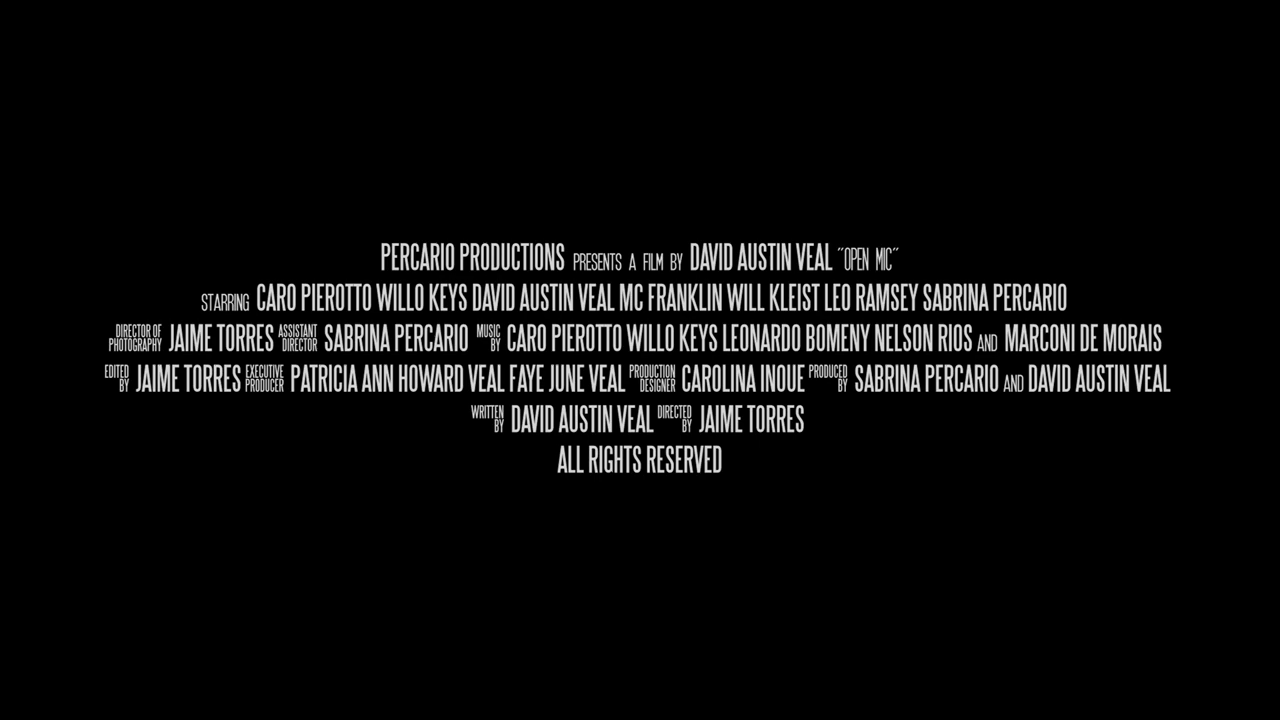 PERCARIO PRODUCTIONS PRESENTS A FILM BY DAVID AUSTIN VEAL "OPEN MIC"
STARRING CARO PIEROTTO WILLO KEYS DAVID AUSTIN VEAL MC FRANKLIN WILL KLEIST LEO RAMSEY SABRINA PERCARIO
DIRECTOR OF PHOTOGRAPHY JAIME TORRES ASSISTANT DIRECTOR SABRINA PERCARIO MUSIC BY CARO PIEROTTO WILLO KEYS LEONARDO BOMENY NELSON RIOS AND MARCONI DE MORAIS
EDITED BY JAIME TORRES EXECUTIVE PRODUCER PATRICIA ANN HOWARD VEAL FAYE JUNE VEAL PRODUCTION DESIGNER CAROLINA INOUE PRODUCED BY SABRINA PERCARIO AND DAVID AUSTIN VEAL
WRITTEN BY DAVID AUSTIN VEAL DIRECTED BY JAIME TORRES
ALL RIGHTS RESERVED